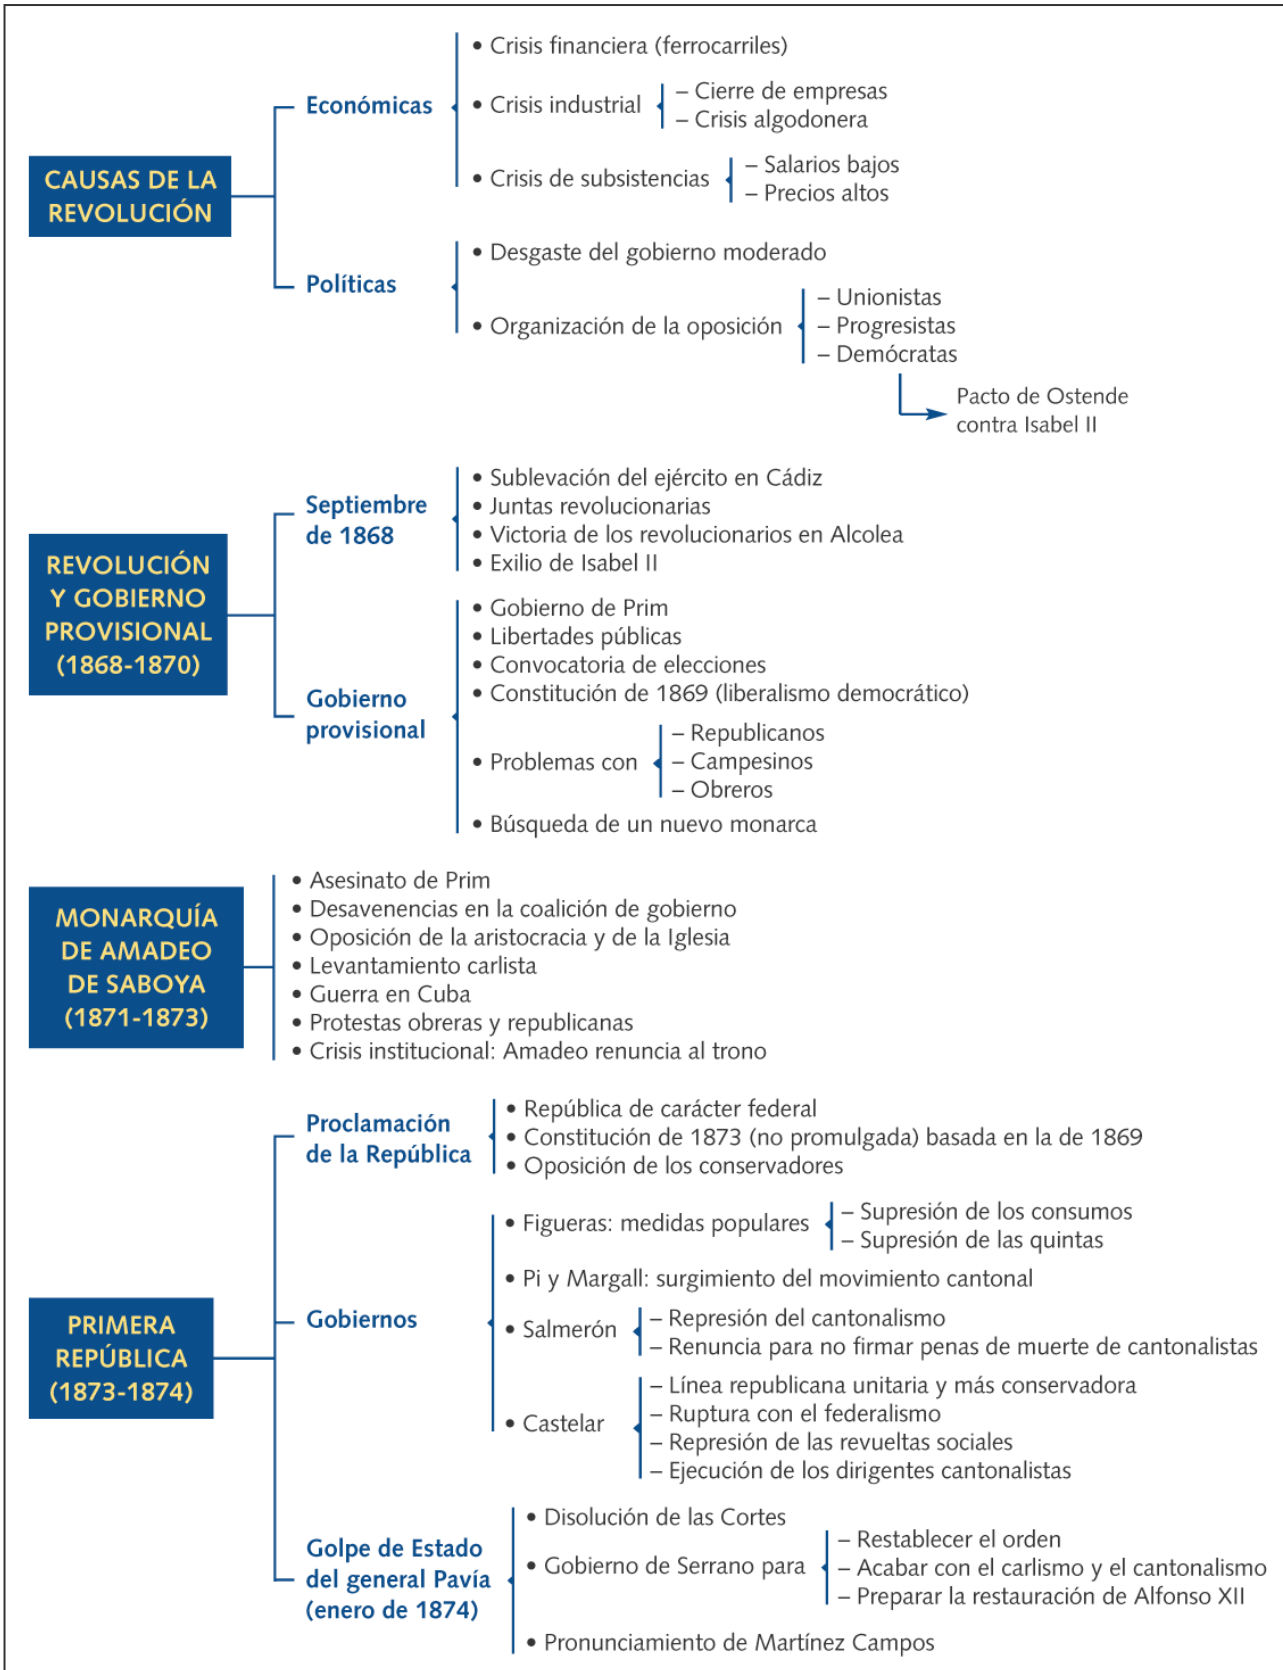 CAUSAS DE LA
REVOLUCIÓN
Económicas
• Crisis financiera (ferrocarriles)
• Crisis industrial
– Cierre de empresas
– Crisis algodonera
• Crisis de subsistencias
– Salarios bajos
– Precios altos
Políticas
• Desgaste del gobierno moderado
• Organización de la oposición
– Unionistas
– Progresistas
– Demócratas
Pacto de Ostende
contra Isabel II
REVOLUCIÓN
Y GOBIERNO
PROVISIONAL
(1868-1870)
Septiembre
de 1868
• Sublevación del ejército en Cádiz
• Juntas revolucionarias
• Victoria de los revolucionarios en Alcolea
• Exilio de Isabel II
Gobierno
provisional
• Gobierno de Prim
• Libertades públicas
• Convocatoria de elecciones
• Constitución de 1869 (liberalismo democrático)
• Problemas con
– Republicanos
– Campesinos
– Obreros
• Búsqueda de un nuevo monarca
MONARQUÍA
DE AMADEO
DE SABOYA
(1871-1873)
• Asesinato de Prim
• Desavenencias en la coalición de gobierno
• Oposición de la aristocracia y de la Iglesia
• Levantamiento carlista
• Guerra en Cuba
• Protestas obreras y republicanas
• Crisis institucional: Amadeo renuncia al trono
PRIMERA
REPÚBLICA
(1873-1874)
Proclamación
de la República
• República de carácter federal
• Constitución de 1873 (no promulgada) basada en la de 1869
• Oposición de los conservadores
Gobiernos
• Figueras: medidas populares
– Supresión de los consumos
– Supresión de las quintas
• Pi y Margall: surgimiento del movimiento cantonal
• Salmerón
– Represión del cantonalismo
– Renuncia para no firmar penas de muerte de cantonalistas
• Castelar
– Línea republicana unitaria y más conservadora
– Ruptura con el federalismo
– Represión de las revueltas sociales
– Ejecución de los dirigentes cantonalistas
Golpe de Estado
del general Pavía
(enero de 1874)
• Disolución de las Cortes
• Gobierno de Serrano para
– Restablecer el orden
– Acabar con el carlismo y el cantonalismo
– Preparar la restauración de Alfonso XII
• Pronunciamiento de Martínez Campos